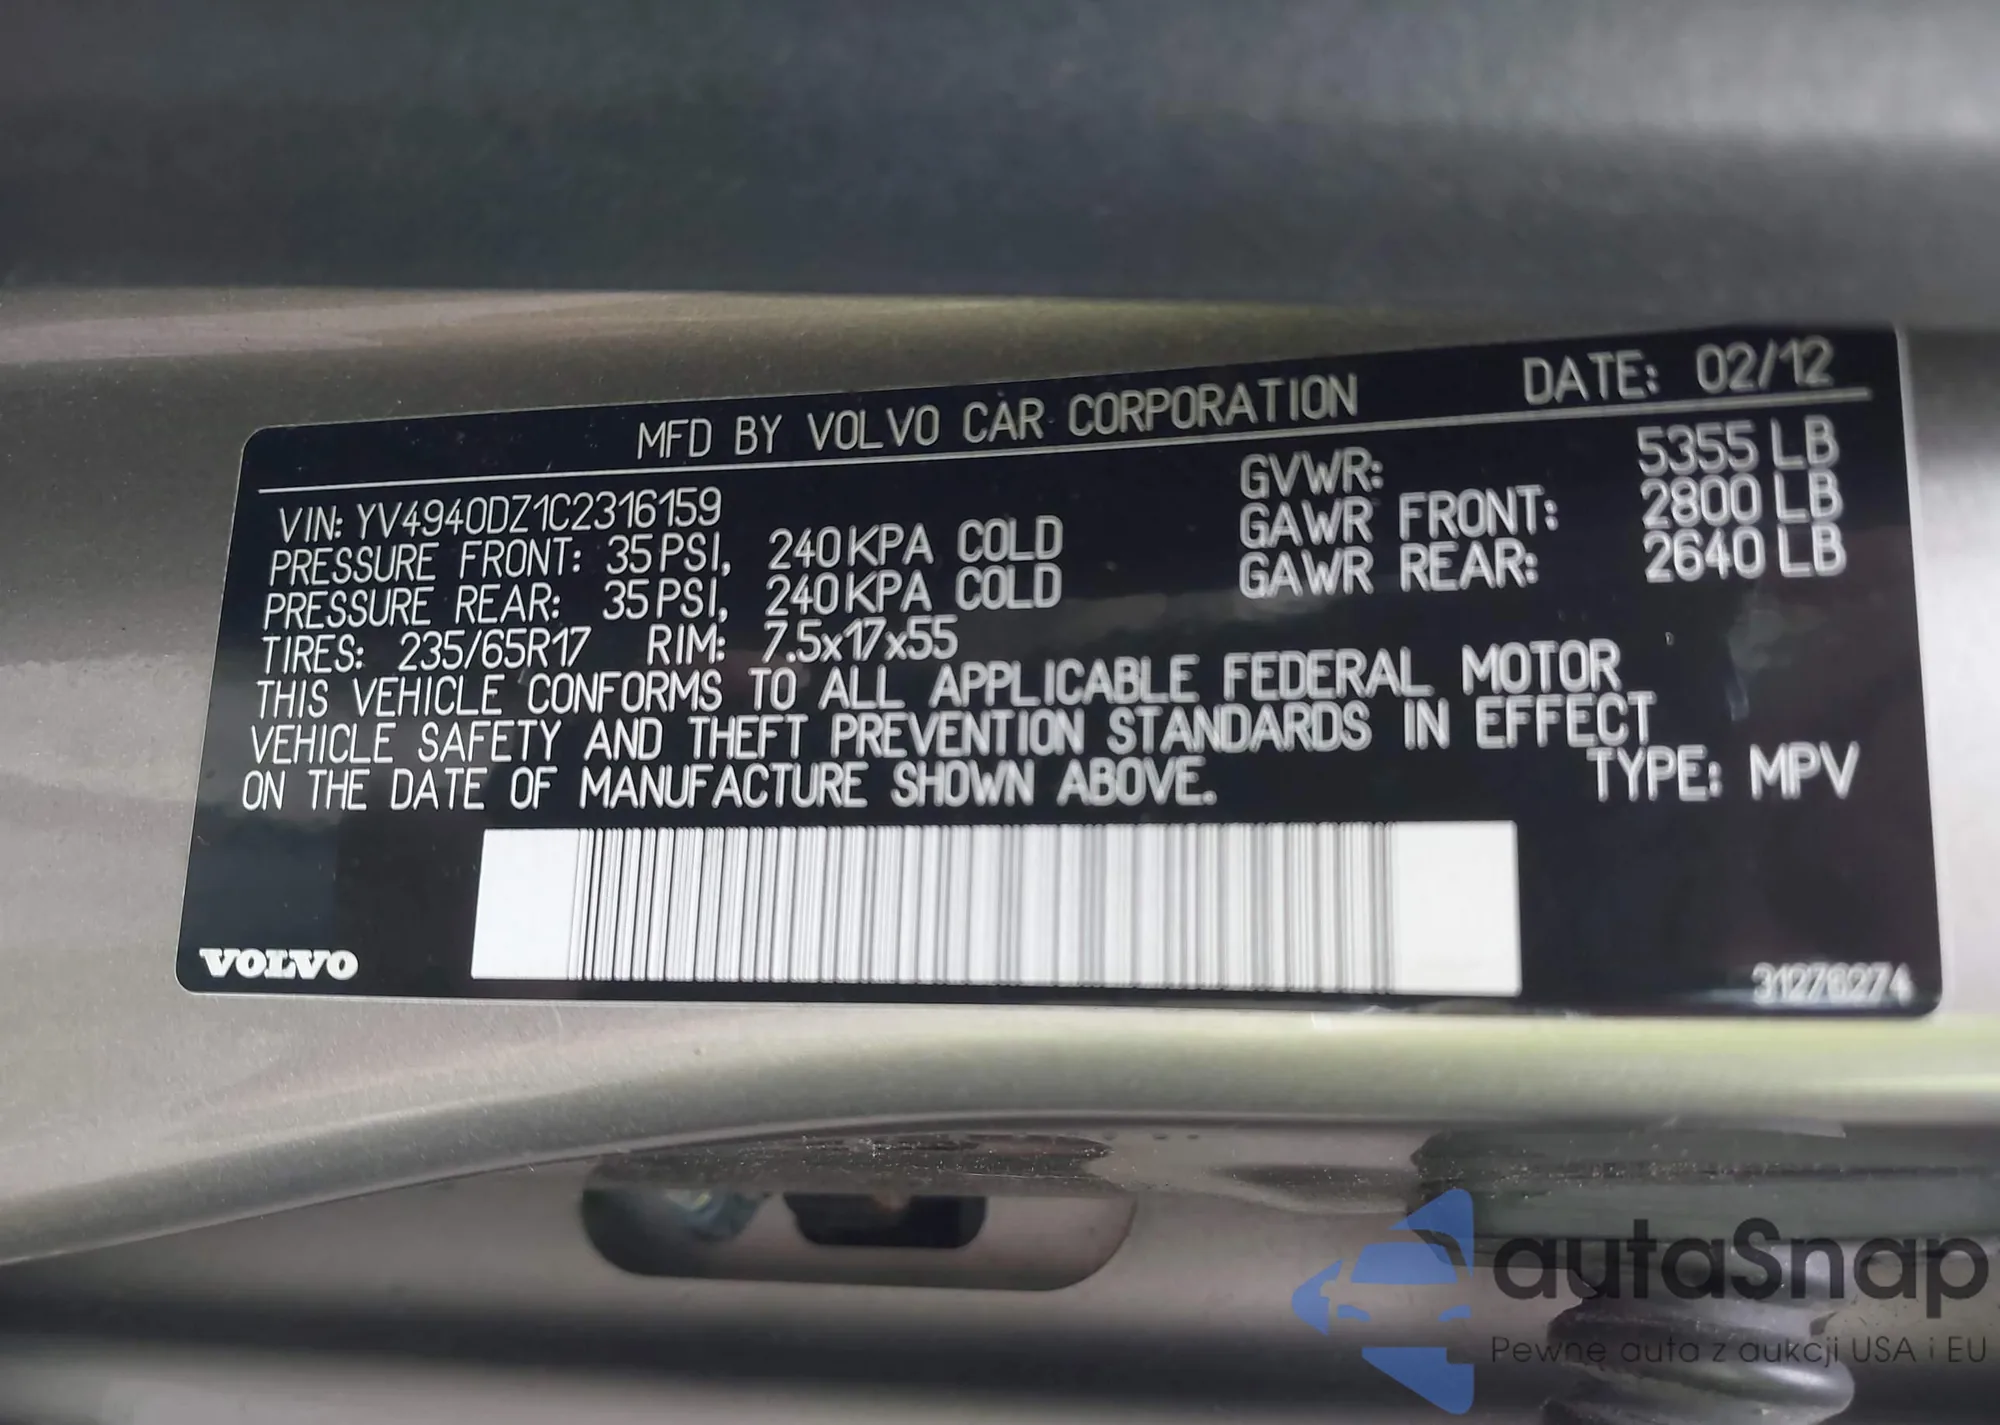 MFD BY VOLVO CAR CORPORATION DATE: 02/12
VIN: YV4940DZ1C2316159 GVWR: 5355 LB
PRESSURE FRONT: 35 PSI, 240 KPA COLD GAWR FRONT: 2800 LB
PRESSURE REAR: 35 PSI, 240 KPA COLD GAWR REAR: 2640 LB
TIRES: 235/65R17 RIM: 7.5x17x55
THIS VEHICLE CONFORMS TO ALL APPLICABLE FEDERAL MOTOR
VEHICLE SAFETY AND THEFT PREVENTION STANDARDS IN EFFECT
ON THE DATE OF MANUFACTURE SHOWN ABOVE.
TYPE: MPV
VOLVO
31276274
autaSnap
Pewne auta z aukcji USA i EU